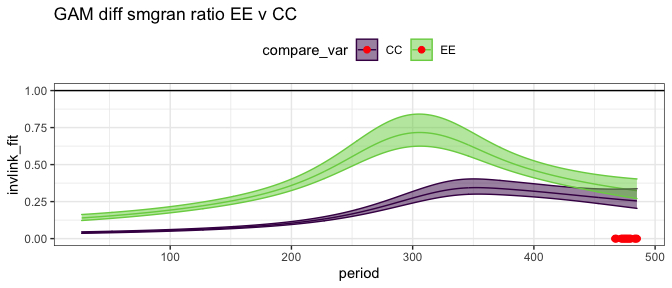 GAM diff smgran ratio EE v CC
compare_var CC EE
1.00
0.75
0.50
0.25
0.00
invlink_fit
100 200 300 400 500
period